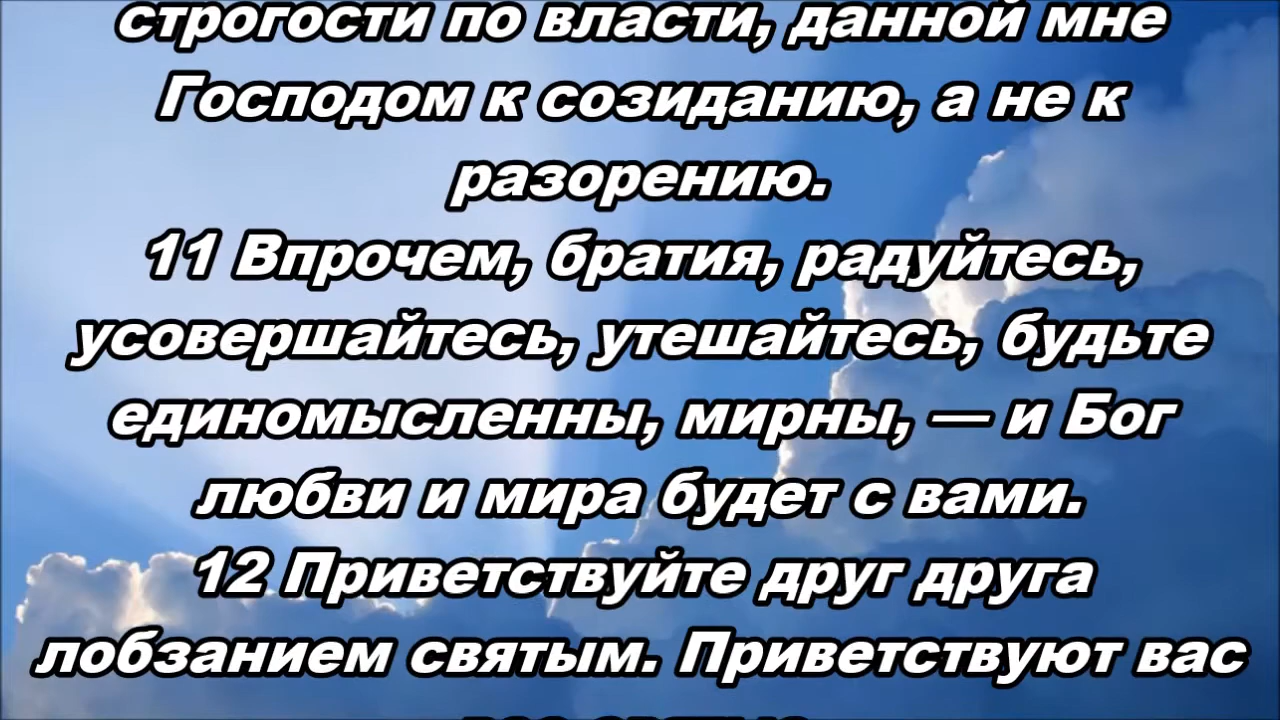 строгости по власти, данной мне
Господом к созиданию, а не к
разорению.
11 Впрочем, братия, радуйтесь,
усовершайтесь, утешайтесь, будьте
единомысленны, мирны, — и Бог
любви и мира будет с вами.
12 Приветствуйте друг друга
лобзанием святым. Приветствуют вас